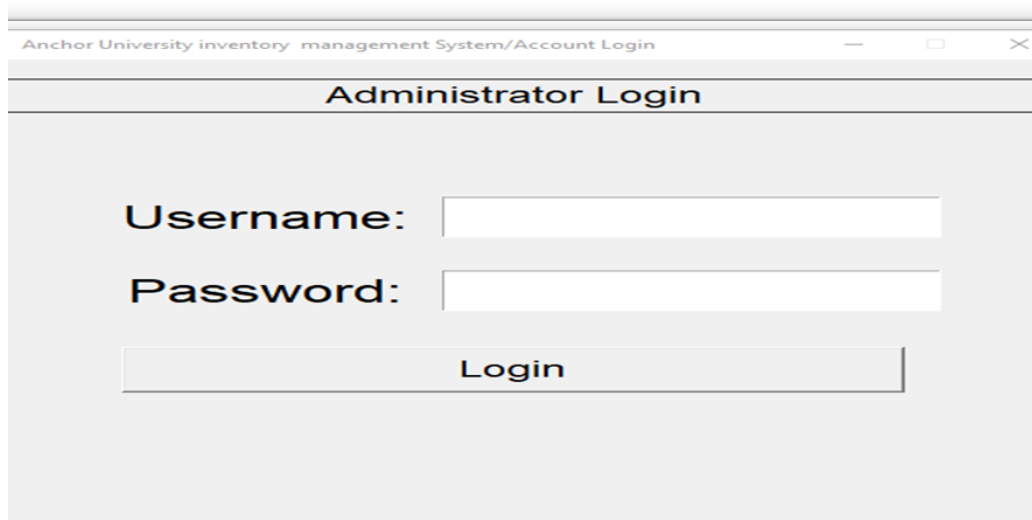 Anchor University inventory  management System/Account Login
Administrator Login
Username:
Password:
Login